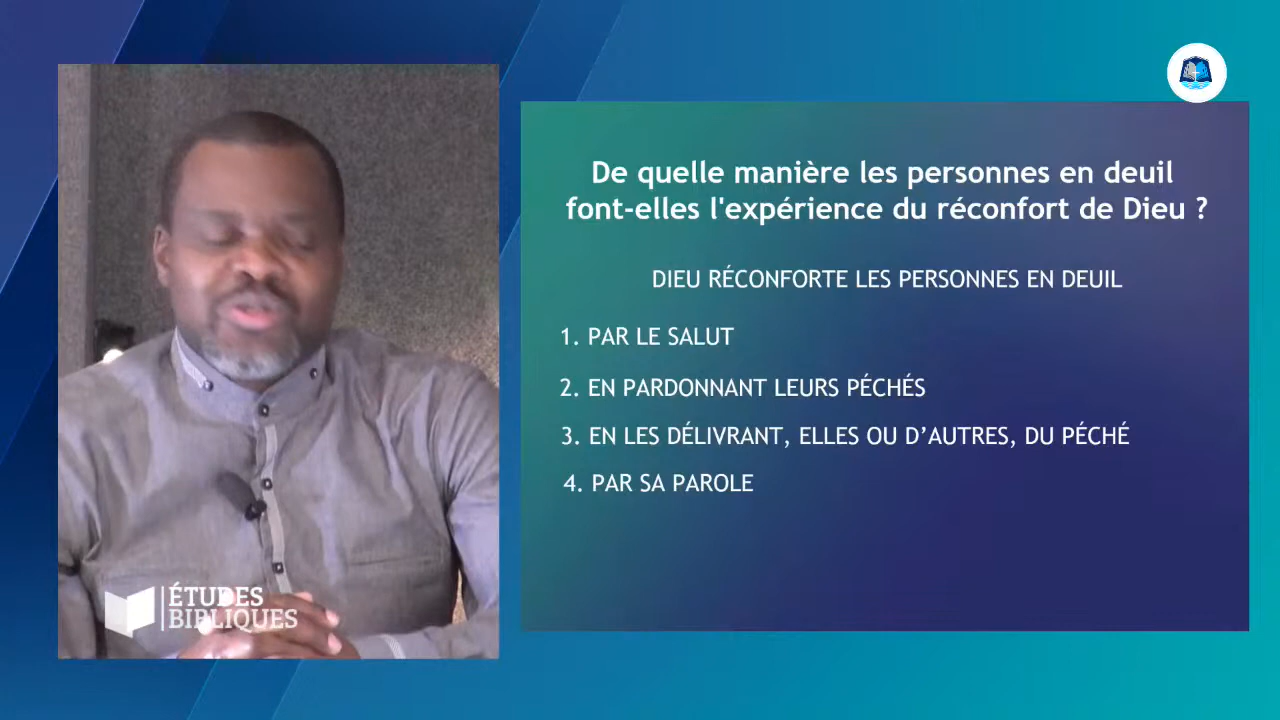 De quelle manière les personnes en deuil
font-elles l'expérience du réconfort de Dieu ?
DIEU RÉCONFORTE LES PERSONNES EN DEUIL
1. PAR LE SALUT
2. EN PARDONNANT LEURS PÉCHÉS
3. EN LES DÉLIVRANT, ELLES OU D’AUTRES, DU PÉCHÉ
4. PAR SA PAROLE
ÉTUDES
BIBLIQUES